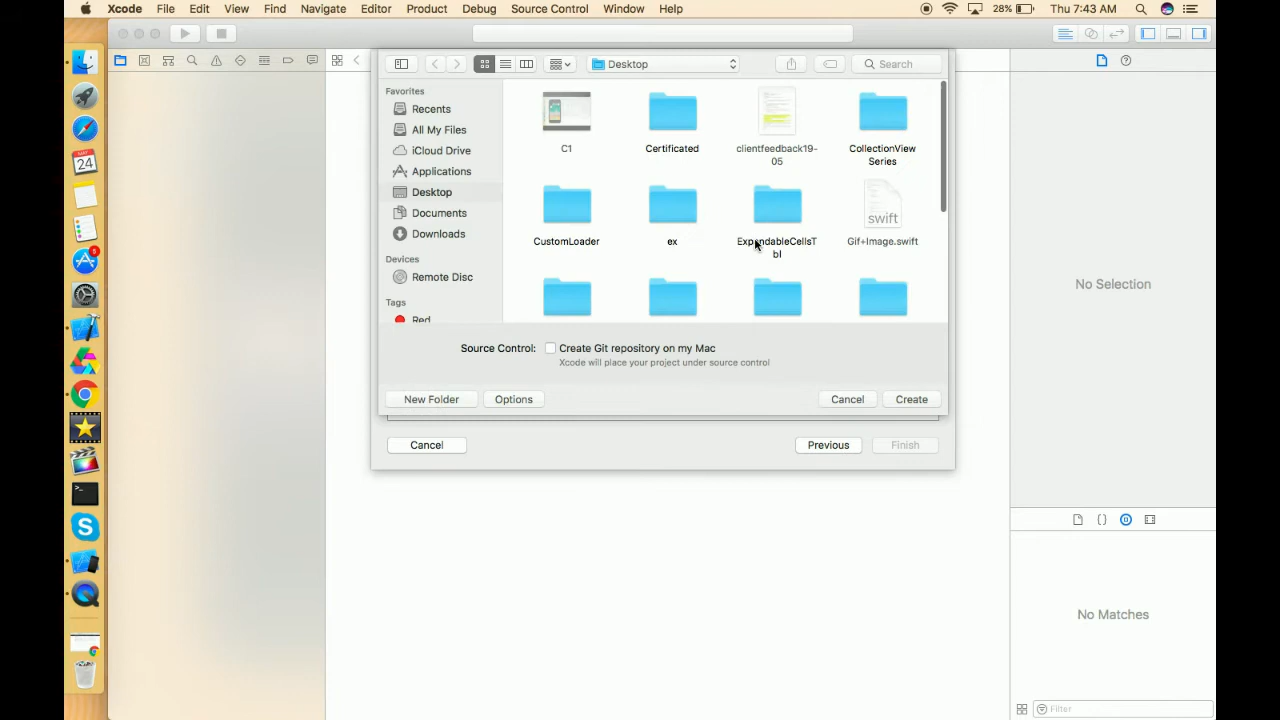 Xcode File Edit View Find Navigate Editor Product Debug Source Control Window Help 28% Thu 7:43 AM
Desktop
Search
Favorites
Recents
All My Files
iCloud Drive
Applications
Desktop
Documents
Downloads
Devices
Remote Disc
Tags
Red
C1
Certificated
clientfeedback19-
05
CollectionView
Series
CustomLoader
ex
ExpandableCellsT
bl
swift
Gif+Image.swift
Source Control: Create Git repository on my Mac
Xcode will place your project under source control
New Folder Options Cancel Create
Cancel Previous Finish
No Selection
No Matches
Filter
MAY
24
5